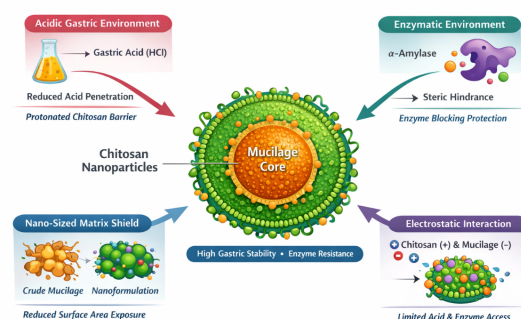 Acidic Gastric Environment
Gastric Acid (HCl)
Reduced Acid Penetration
Protonated Chitosan Barrier
Enzymatic Environment
α-Amylase
Steric Hindrance
Enzyme Blocking Protection
Chitosan
Nanoparticles
Mucilage
Core
Nano-Sized Matrix Shield
Crude Mucilage
Nanoformulation
Reduced Surface Area Exposure
High Gastric Stability • Enzyme Resistance
Electrostatic Interaction
+ Chitosan (+) & Mucilage (−)
− +
Limited Acid & Enzyme Access